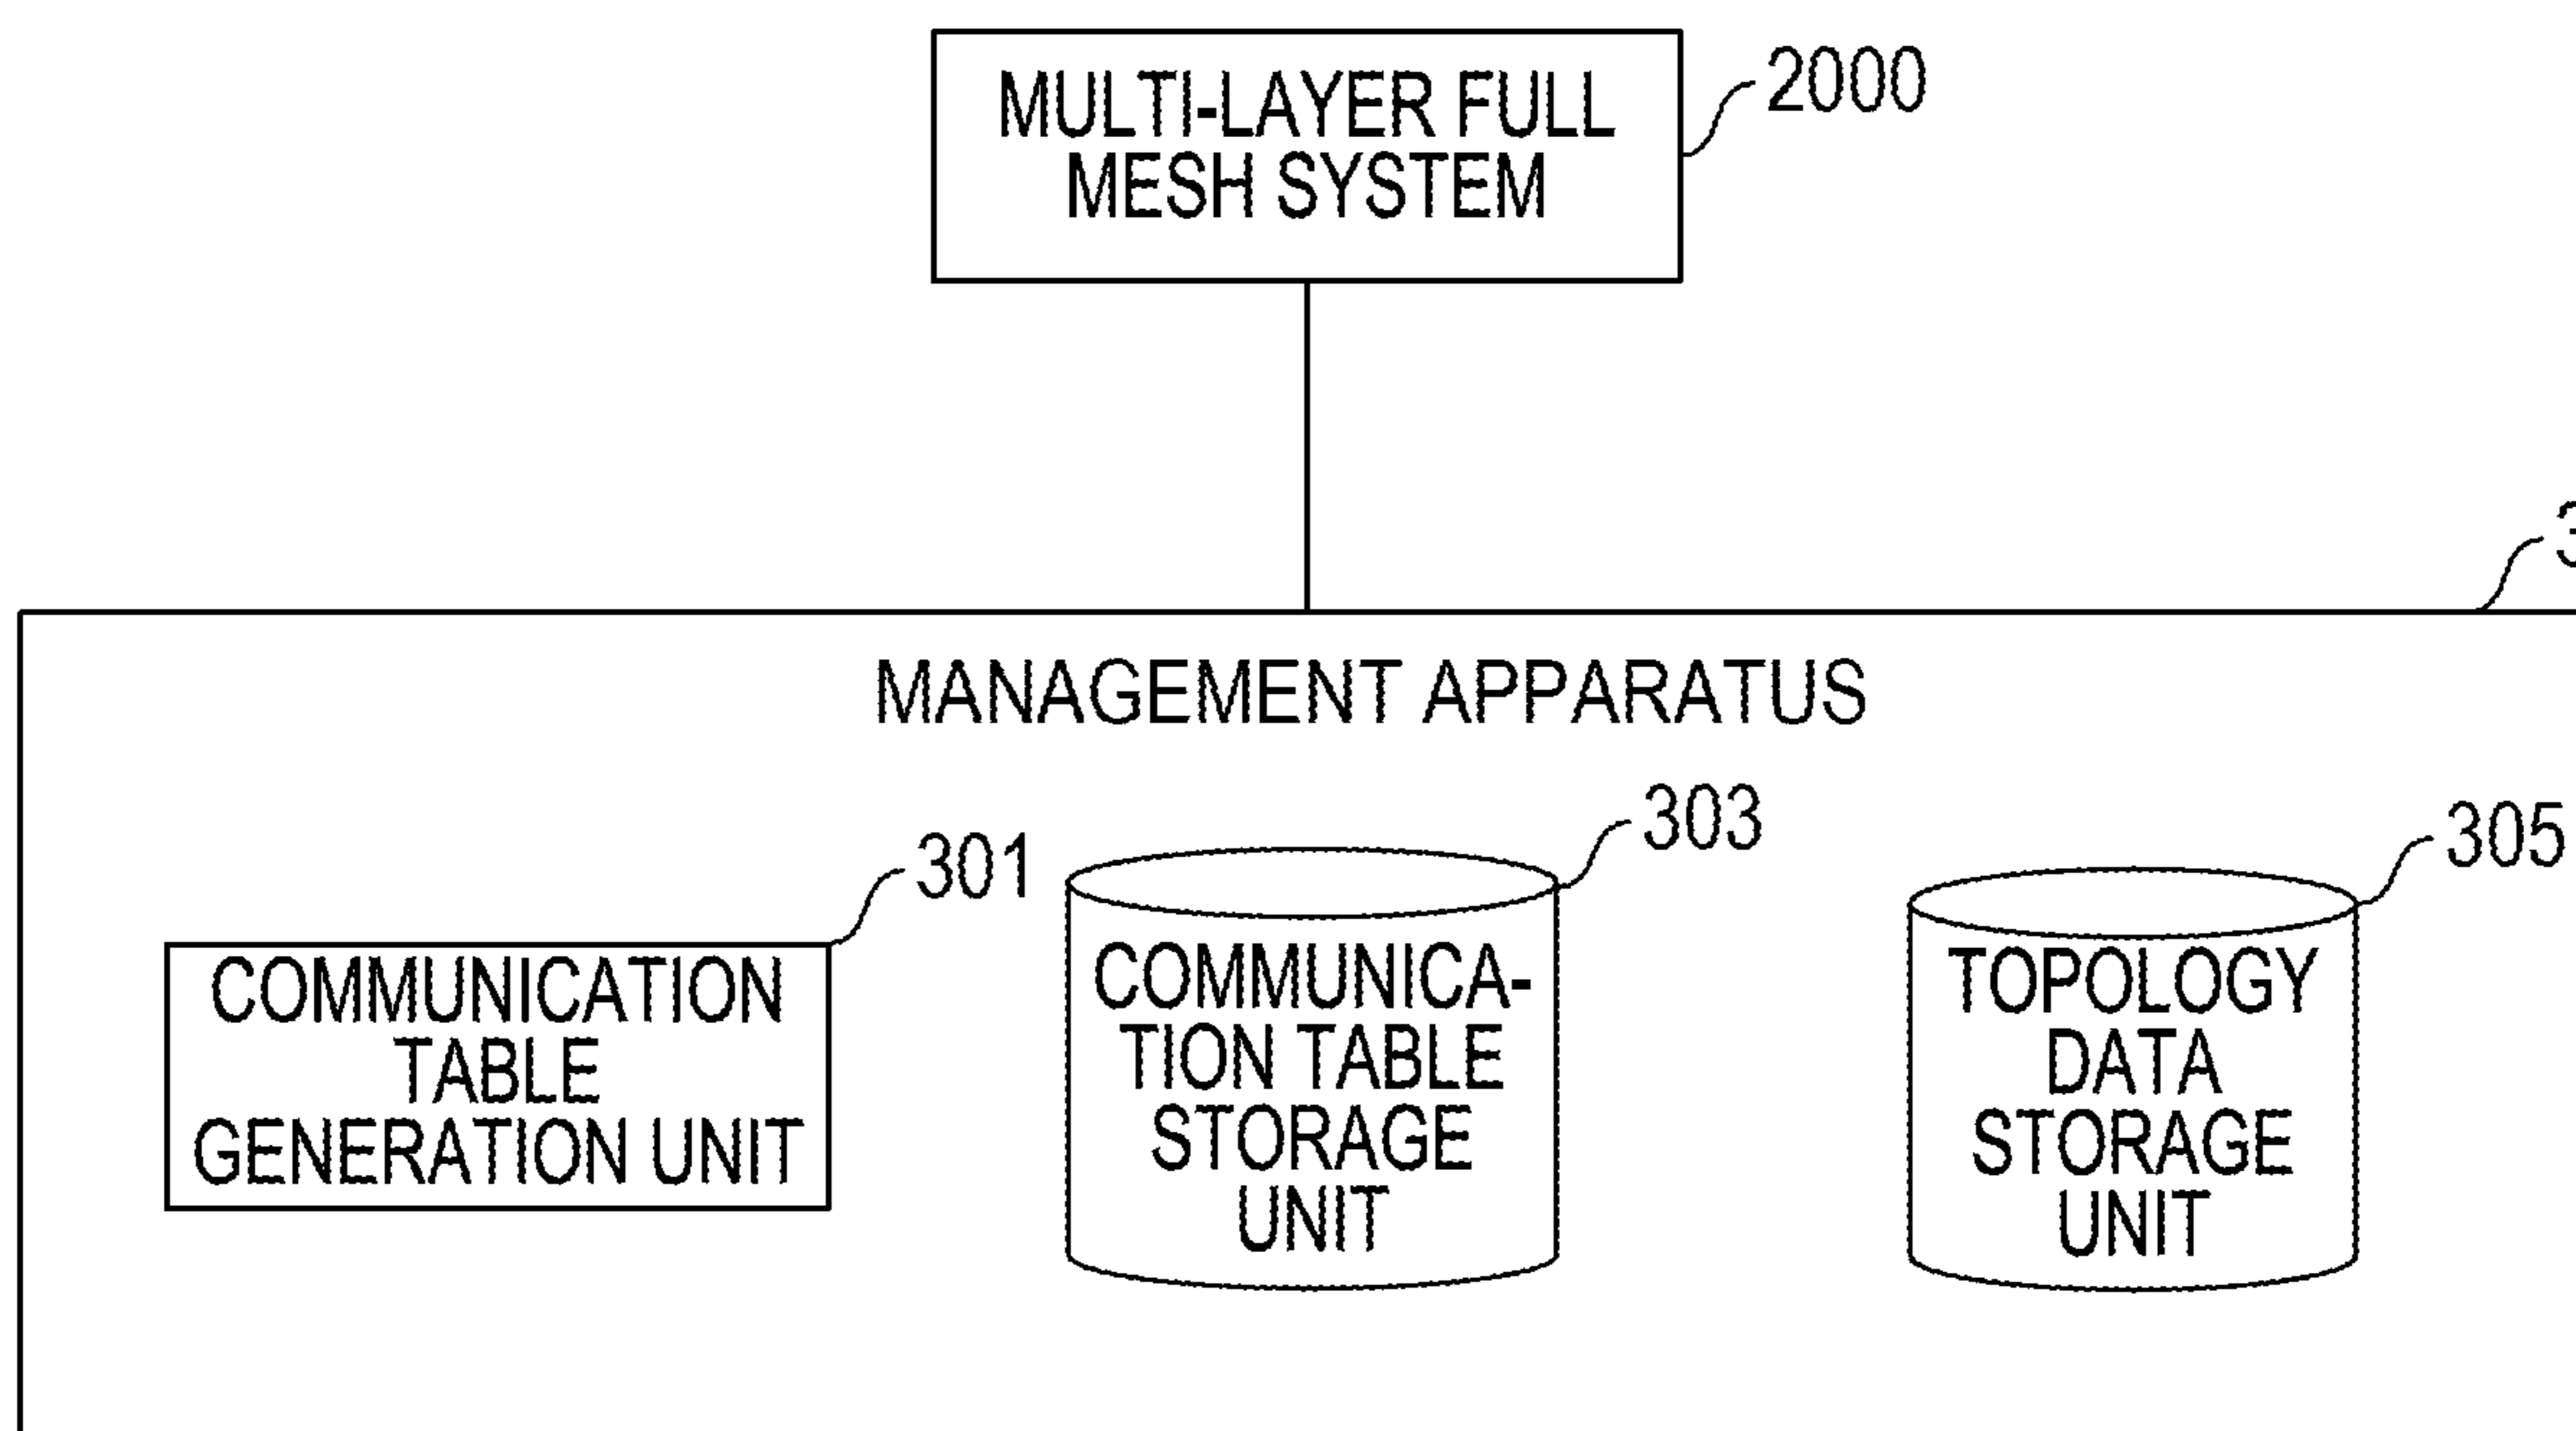 MULTI-LAYER FULL
MESH SYSTEM
2000
MANAGEMENT APPARATUS
301
303
305
COMMUNICATION
TABLE
GENERATION UNIT
COMMUNICA-
TION TABLE
STORAGE
UNIT
TOPOLOGY
DATA
STORAGE
UNIT